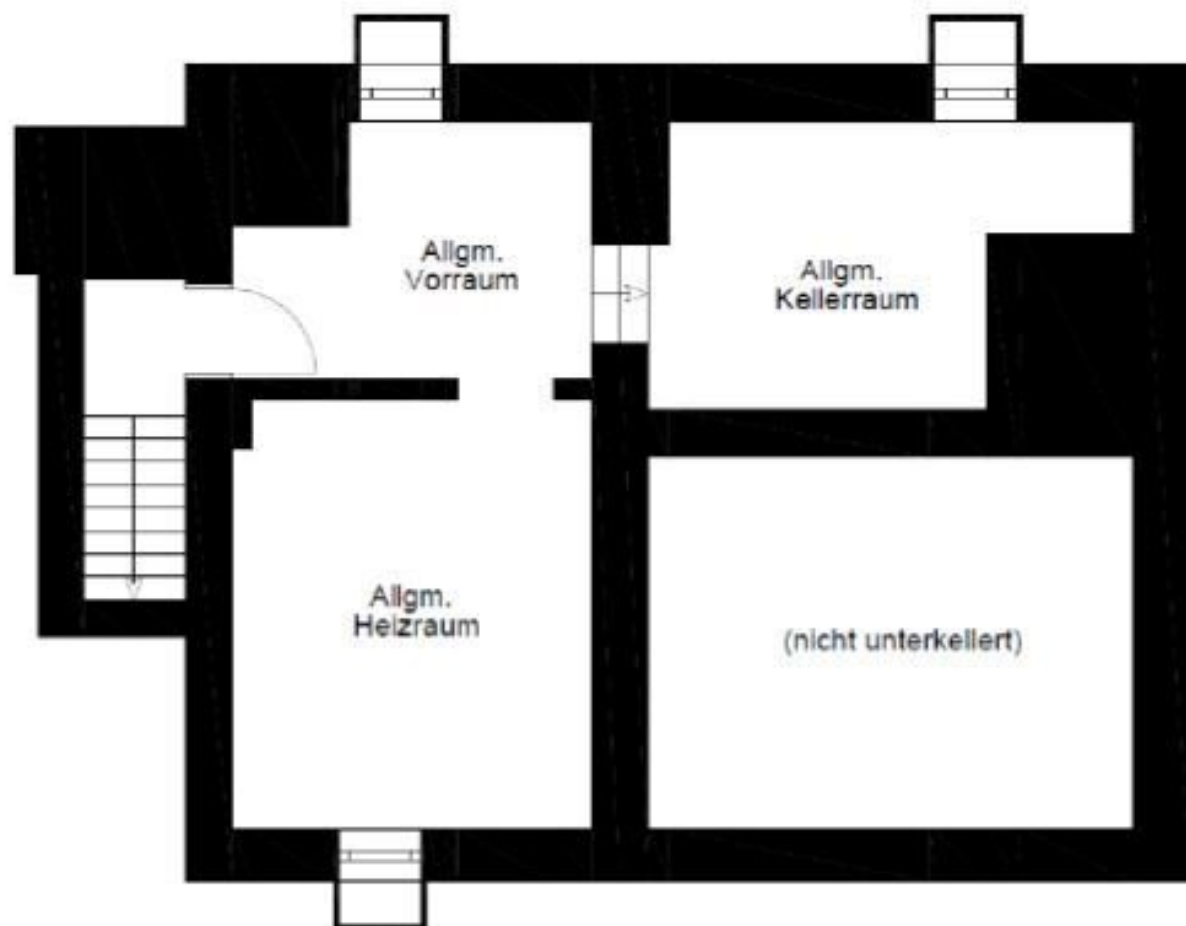 Allgm.
Vorraum
Allgm.
Kellerraum
Allgm.
Heizraum
(nicht unterkellert)